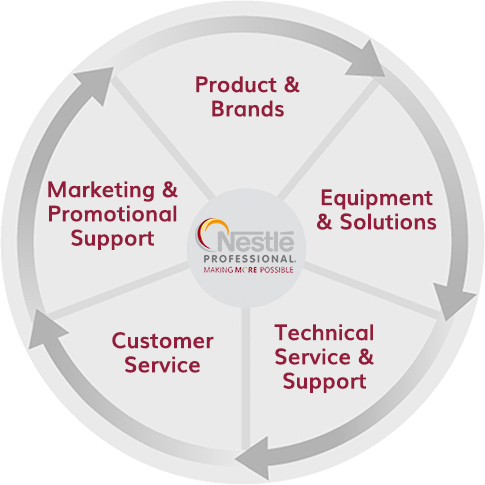 Product &
Brands
Equipment
& Solutions
Technical
Service &
Support
Customer
Service
Marketing &
Promotional
Support
Nestlé
PROFESSIONAL.
MAKING MORE POSSIBLE